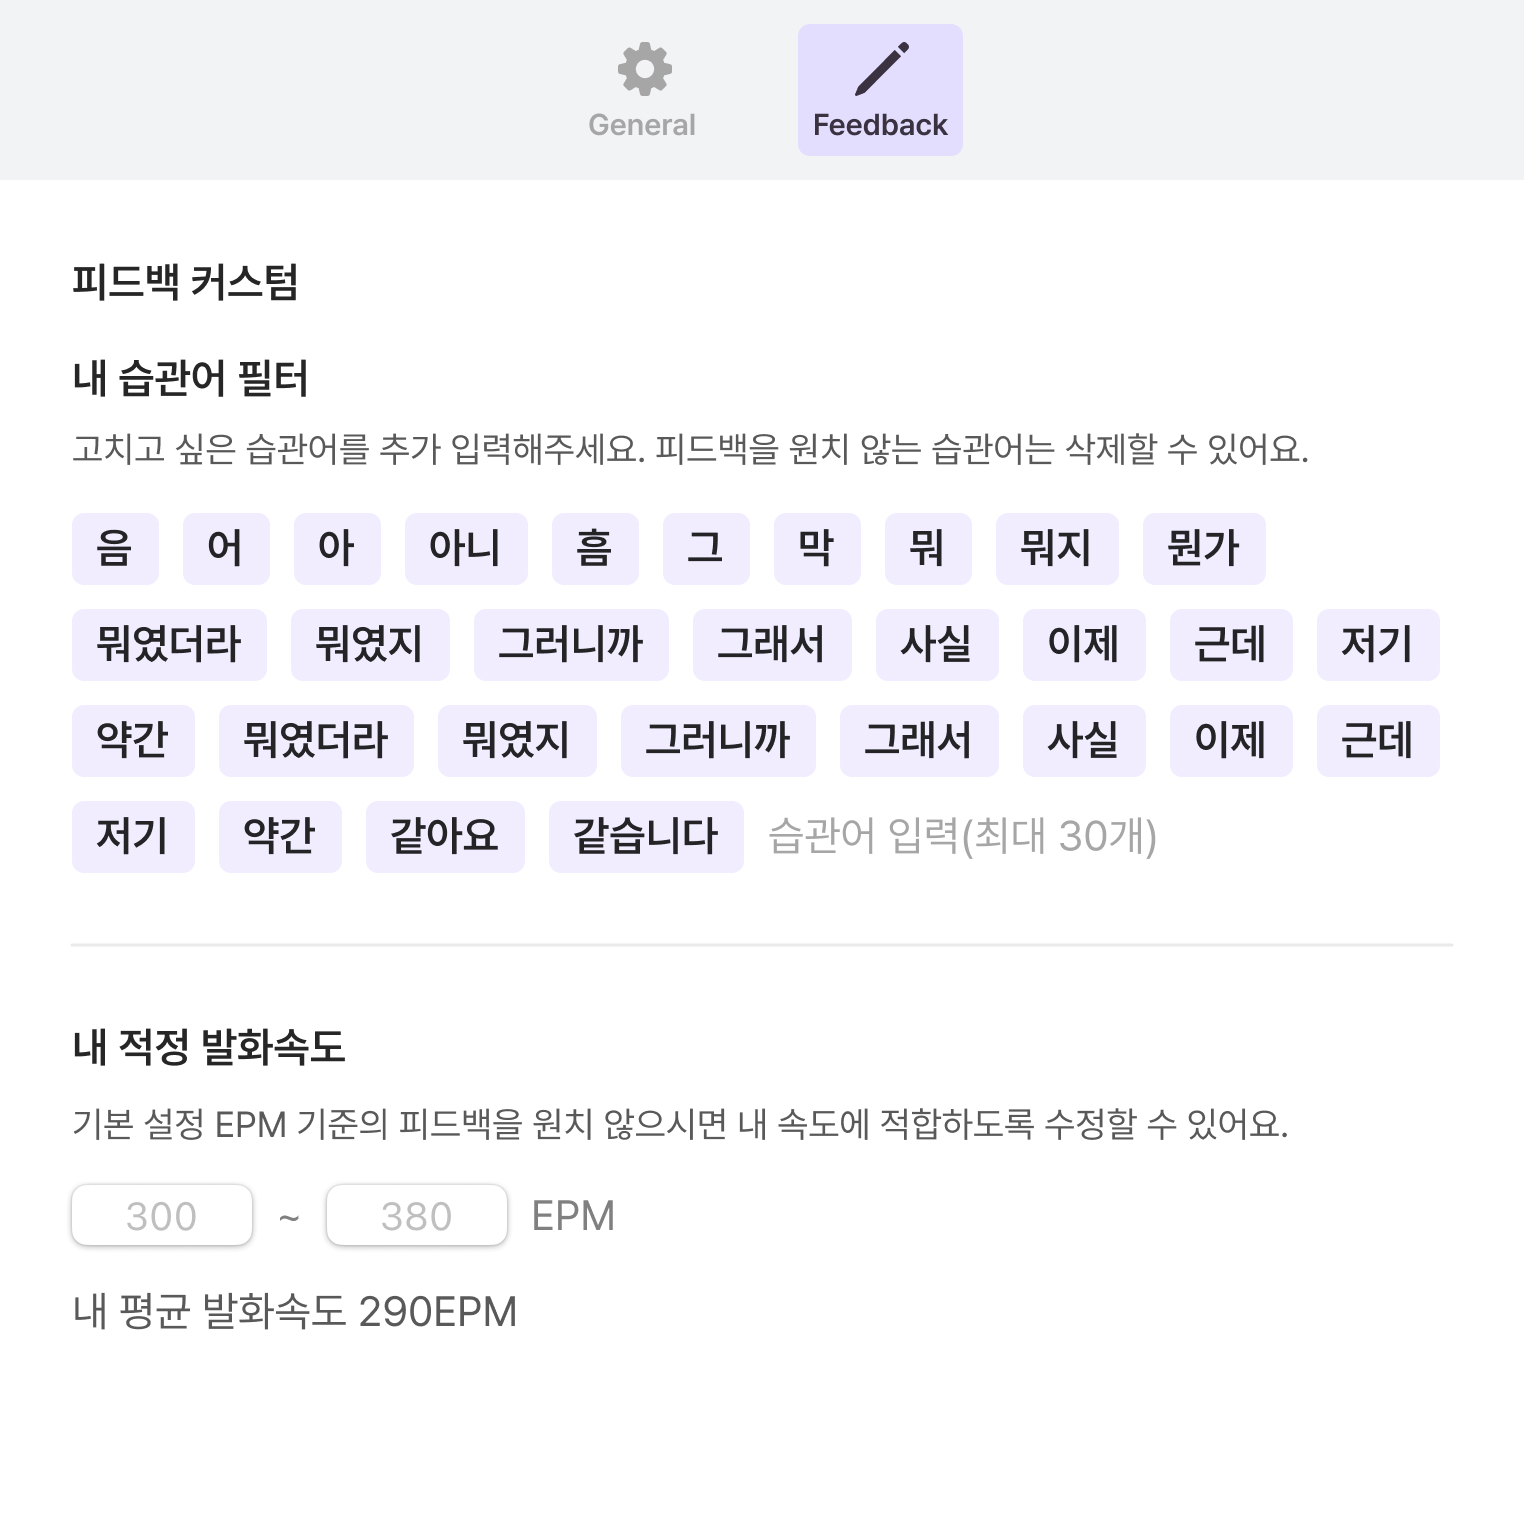 General Feedback
피드백 커스텀
내 습관어 필터
고치고 싶은 습관어를 추가 입력해주세요. 피드백을 원치 않는 습관어는 삭제할 수 있어요.
음 어 아 아니 흠 그 막 뭐 뭐지 뭔가
뭐였더라 뭐였지 그러니까 그래서 사실 이제 근데 저기
약간 뭐였더라 뭐였지 그러니까 그래서 사실 이제 근데
저기 약간 같아요 같습니다 습관어 입력(최대 30개)
내 적정 발화속도
기본 설정 EPM 기준의 피드백을 원치 않으시면 내 속도에 적합하도록 수정할 수 있어요.
300 ~ 380 EPM
내 평균 발화속도 290EPM